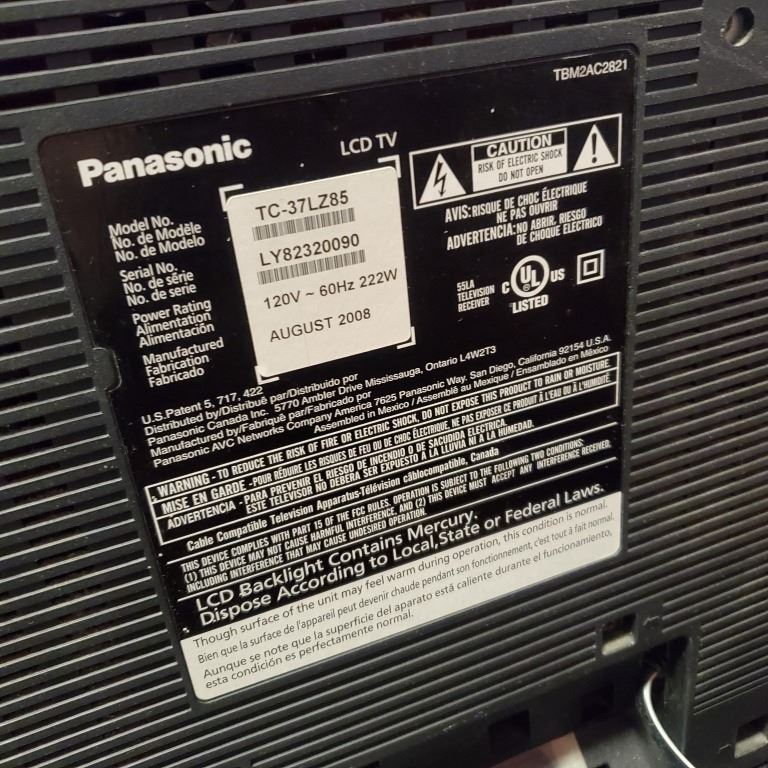 TBM2AC2821
Panasonic
LCD TV
Model No.
No. de Modèle
No. de Modelo
TC-37LZ85
Serial No.
No. de série
No. de serie
LY82320090
Power Rating
Alimentation
Alimentación
120V ~ 60Hz 222W
Manufactured
Fabrication
Fabricado
AUGUST 2008
CAUTION
RISK OF ELECTRIC SHOCK
DO NOT OPEN
AVIS:RISQUE DE CHOC ÉLECTRIQUE
NE PAS OUVRIR
ADVERTENCIA:NO ABRIR, RIESGO
DE CHOQUE ELECTRICO
55LA
TELEVISION
RECEIVER
C UL US
LISTED
U.S.Patent 5, 717, 422
Distributed by/Distribué par/Distribuido por
Panasonic Canada Inc. 5770 Ambler Drive Mississauga, Ontario L4W2T3
Manufactured by/Fabriqué par/Fabricado por
Panasonic AVC Networks Company America 7625 Panasonic Way. San Diego, California 92154 U.S.A.
Assembled in Mexico / Assemblé au Mexique / Ensamblado en México
WARNING - TO REDUCE THE RISK OF FIRE OR ELECTRIC SHOCK, DO NOT EXPOSE THIS PRODUCT TO RAIN OR MOISTURE.
MISE EN GARDE -POUR RÉDUIRE LES RISQUES DE FEU OU DE CHOC ÉLECTRIQUE, NE PAS EXPOSER CE PRODUIT À L'EAU OU À L'HUMIDITÉ.
ADVERTENCIA - PARA PREVENIR EL RIESGO DE INCENDIO O DE SACUDIDA ELECTRICA,
ESTE TELEVISOR NO DEBERA SER EXPUESTO A LA LLUVIA NI A LA HUMEDAD.
Cable Compatible Television Apparatus-Télévision câblocompatible, Canada
THIS DEVICE COMPLIES WITH PART 15 OF THE FCC RULES. OPERATION IS SUBJECT TO THE FOLLOWING TWO CONDITIONS:
(1) THIS DEVICE MAY NOT CAUSE HARMFUL INTERFERENCE, AND (2) THIS DEVICE MUST ACCEPT ANY INTERFERENCE RECEIVED,
INCLUDING INTERFERENCE THAT MAY CAUSE UNDESIRED OPERATION.
LCD Backlight Contains Mercury.
Dispose According to Local,State or Federal Laws.
Though surface of the unit may feel warm during operation, this condition is normal.
Bien que la surface de l'appareil peut devenir chaude pendant son fonctionnement, c'est tout à fait normal.
Aunque se note que la superficie del aparato está caliente durante el funcionamiento,
esta condición es perfectamente normal.